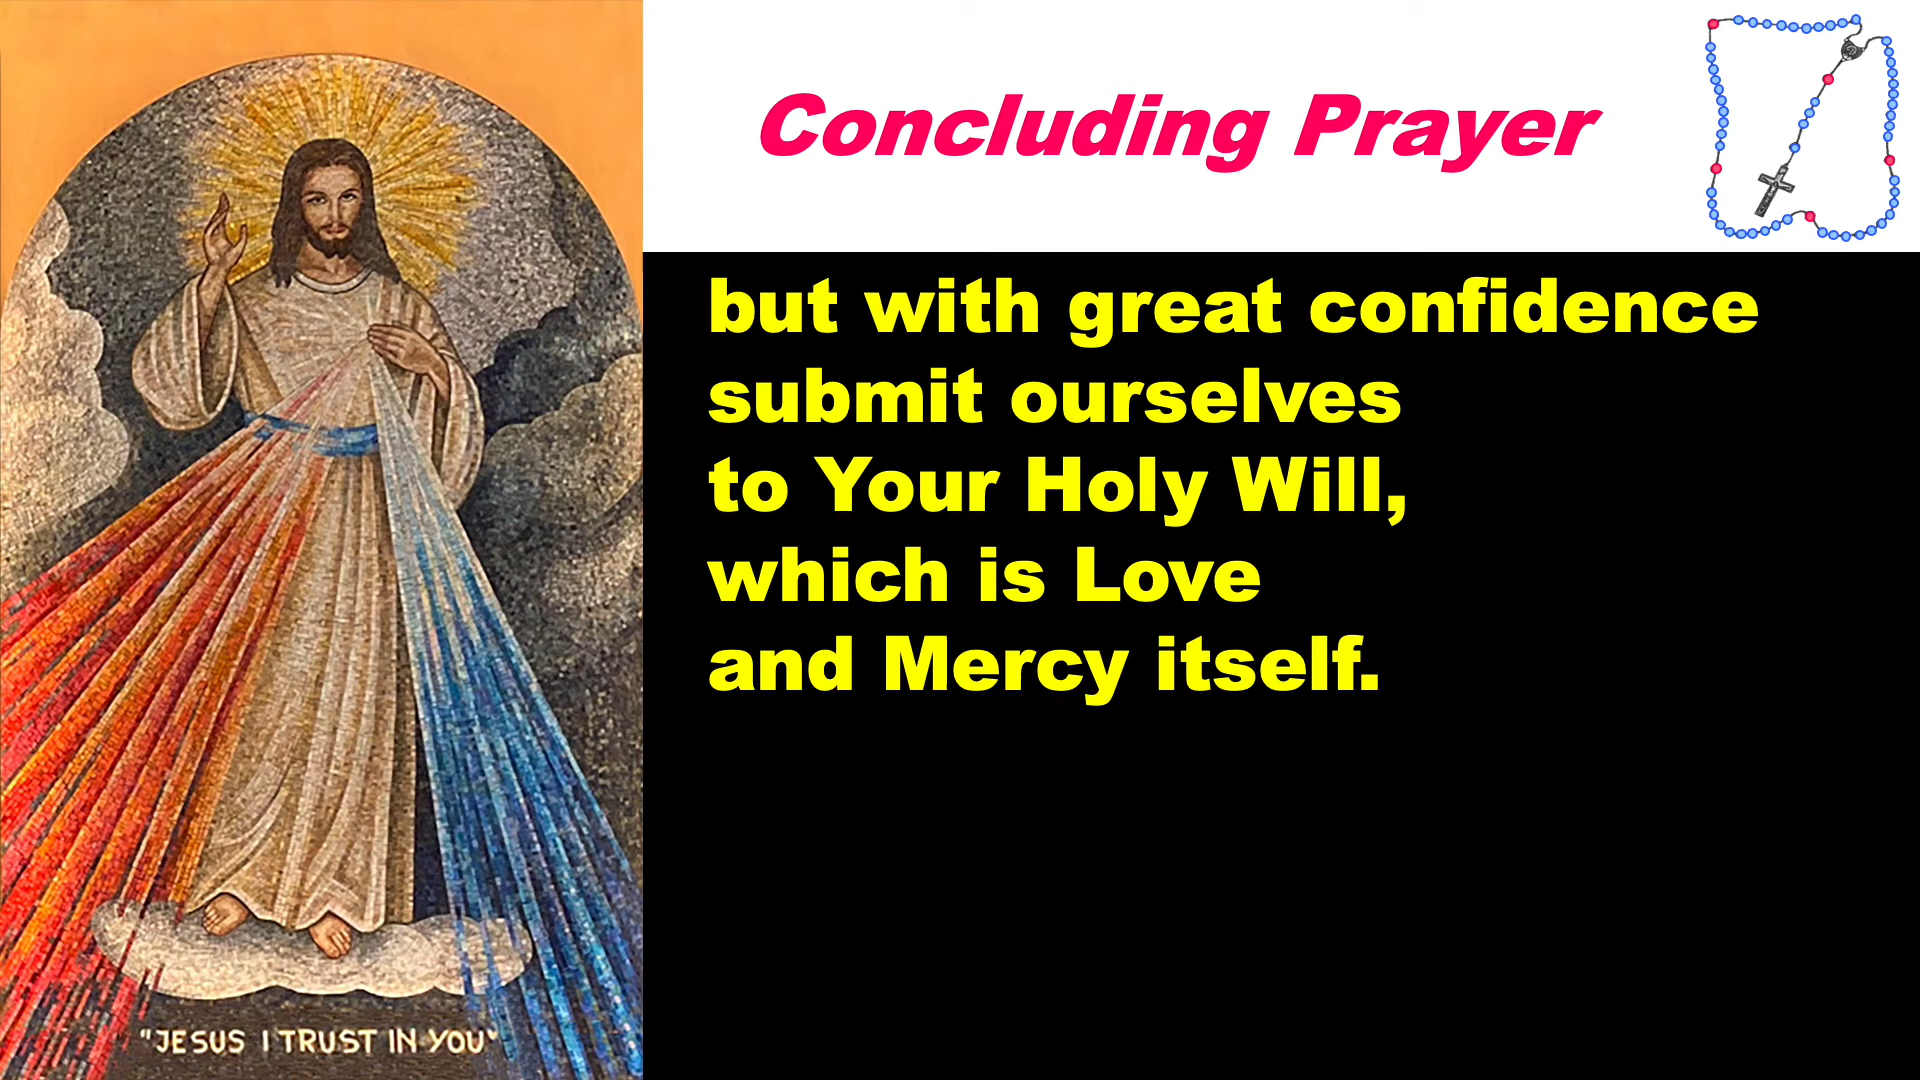 Concluding Prayer
but with great confidence
submit ourselves
to Your Holy Will,
which is Love
and Mercy itself.
"JESUS I TRUST IN YOU"